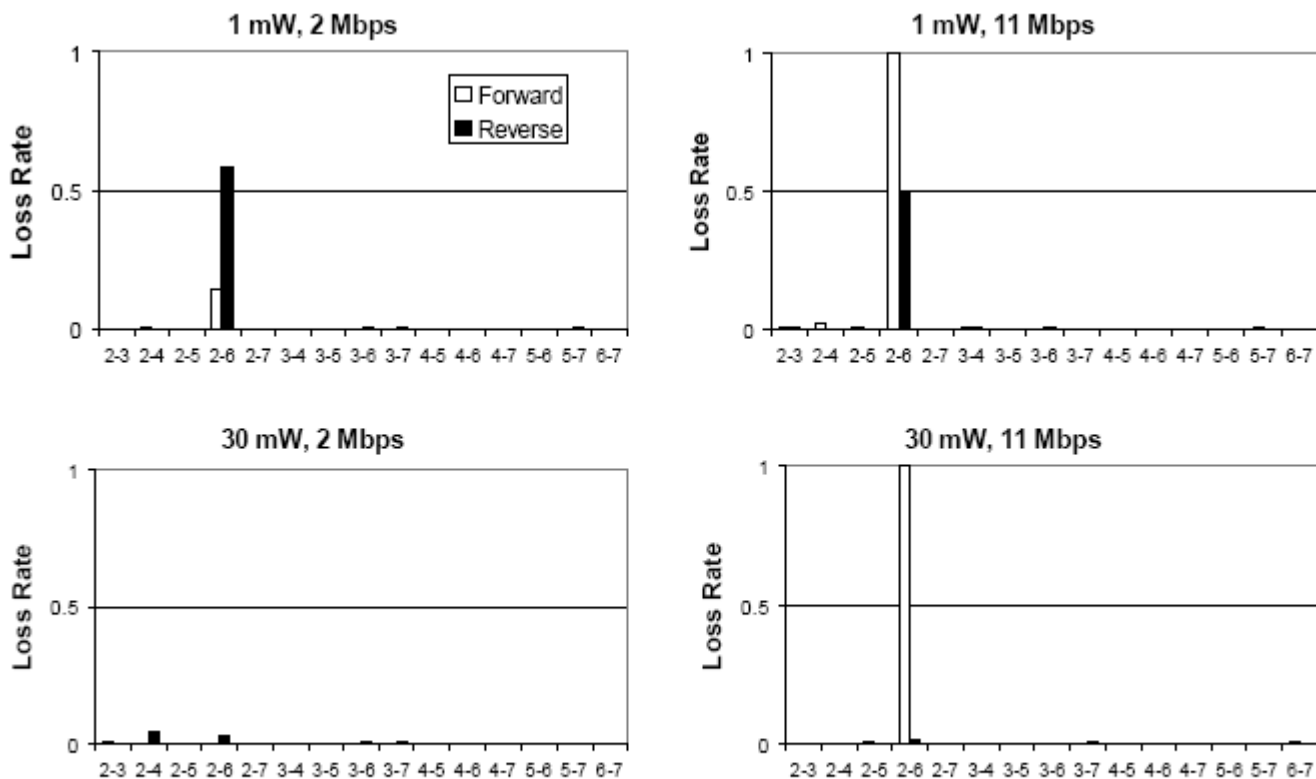 1 mW, 2 Mbps
Loss Rate
1
0.5
0
Forward
Reverse
2-3 2-4 2-5 2-6 2-7 3-4 3-5 3-6 3-7 4-5 4-6 4-7 5-6 5-7 6-7
1 mW, 11 Mbps
Loss Rate
1
0.5
0
2-3 2-4 2-5 2-6 2-7 3-4 3-5 3-6 3-7 4-5 4-6 4-7 5-6 5-7 6-7
30 mW, 2 Mbps
Loss Rate
1
0.5
0
2-3 2-4 2-5 2-6 2-7 3-4 3-5 3-6 3-7 4-5 4-6 4-7 5-6 5-7 6-7
30 mW, 11 Mbps
Loss Rate
1
0.5
0
2-3 2-4 2-5 2-6 2-7 3-4 3-5 3-6 3-7 4-5 4-6 4-7 5-6 5-7 6-7